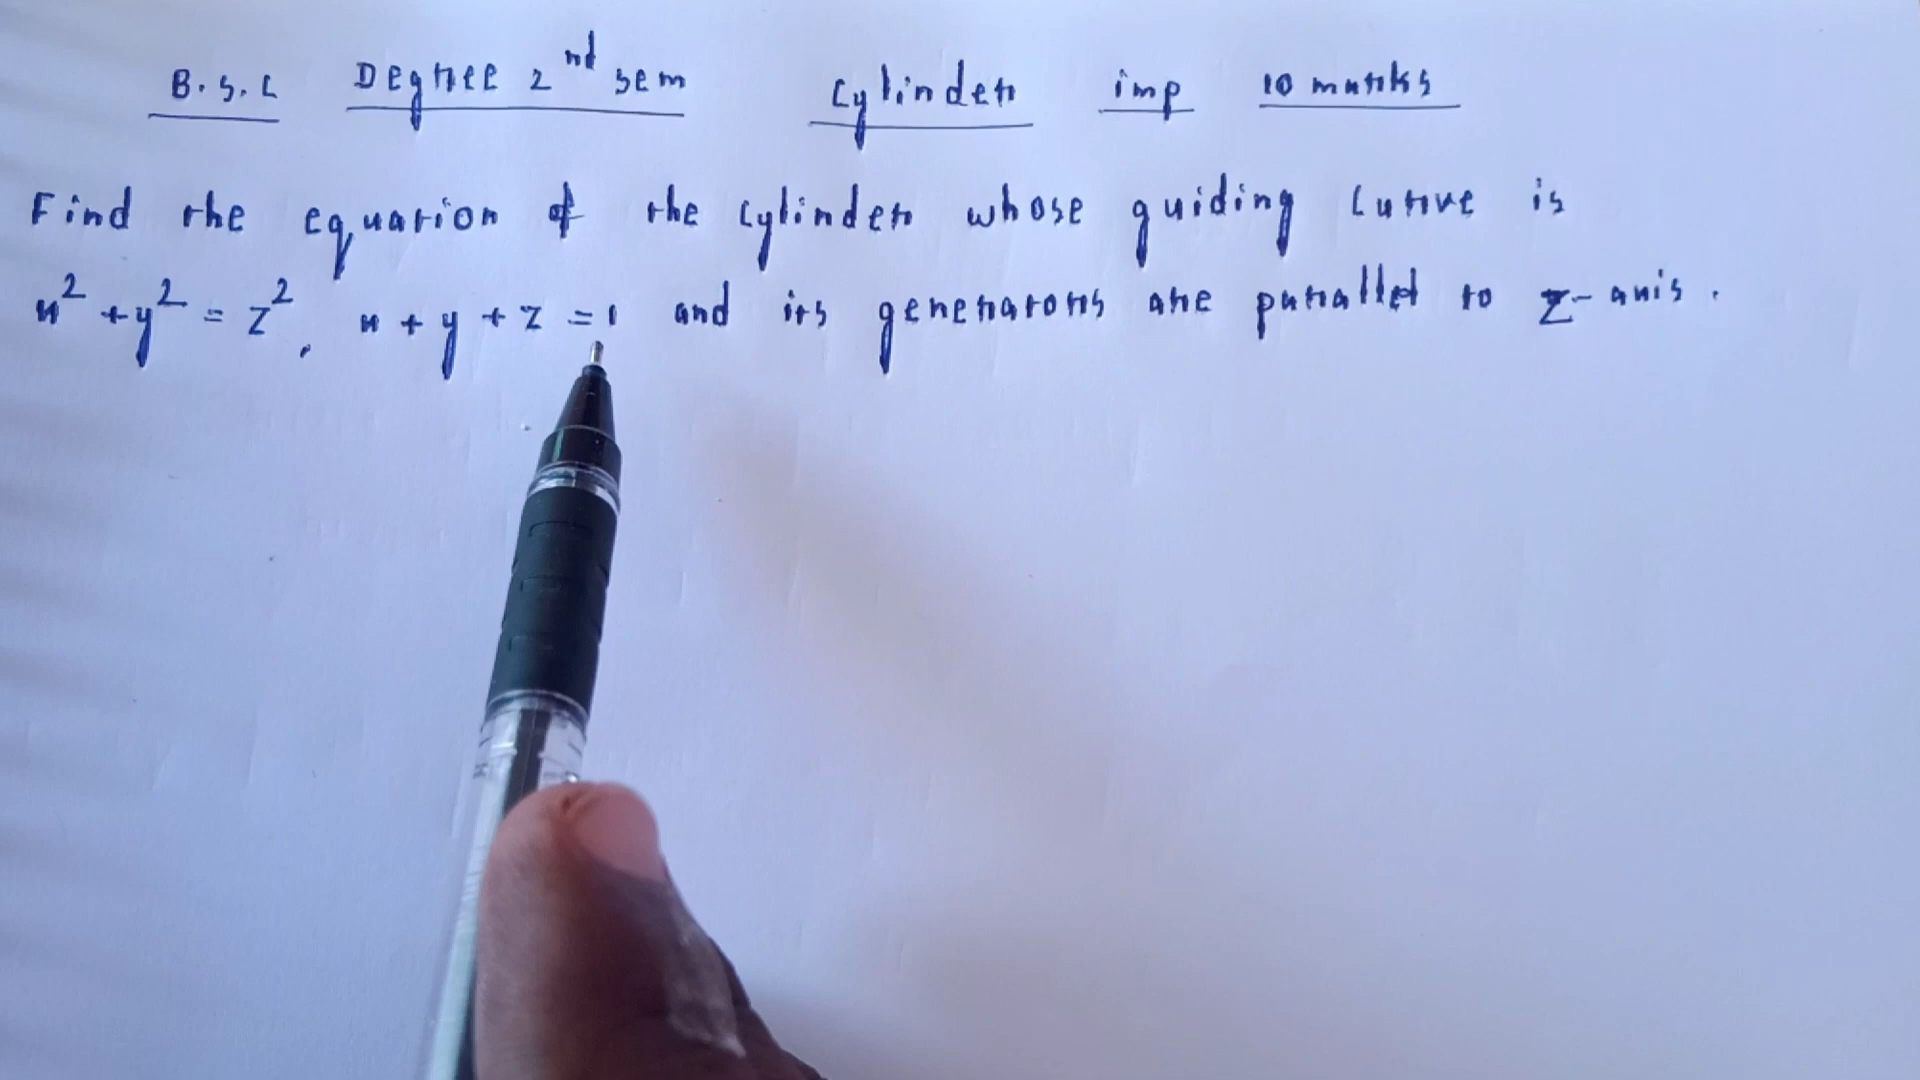 B.S.C Degree 2nd sem Cylinder imp 10 marks
Find the equation of the cylinder whose guiding curve is
x² + y² = z², x + y + z = 1 and its generators are parallel to z-axis.